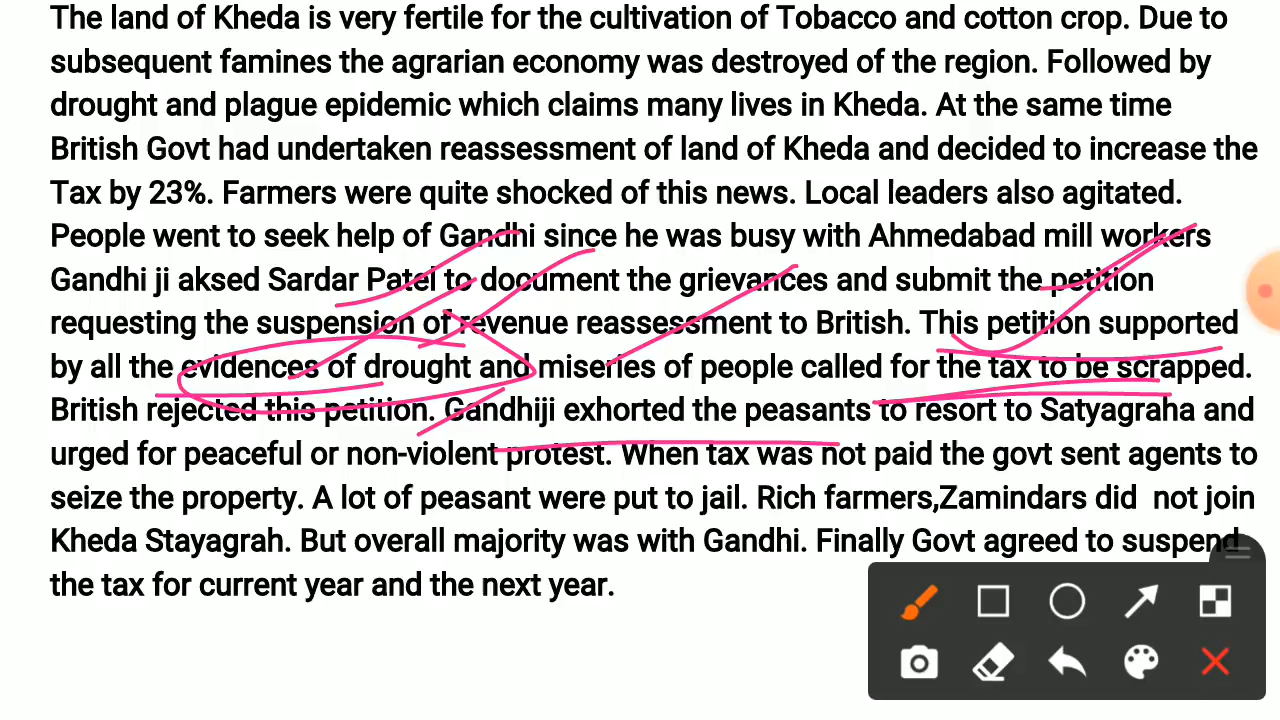 The land of Kheda is very fertile for the cultivation of Tobacco and cotton crop. Due to
subsequent famines the agrarian economy was destroyed of the region. Followed by
drought and plague epidemic which claims many lives in Kheda. At the same time
British Govt had undertaken reassessment of land of Kheda and decided to increase the
Tax by 23%. Farmers were quite shocked of this news. Local leaders also agitated.
People went to seek help of Gandhi since he was busy with Ahmedabad mill workers
Gandhi ji aksed Sardar Patel to document the grievances and submit the petition
requesting the suspension of revenue reassessment to British. This petition supported
by all the evidences of drought and miseries of people called for the tax to be scrapped.
British rejected this petition. Gandhiji exhorted the peasants to resort to Satyagraha and
urged for peaceful or non-violent protest. When tax was not paid the govt sent agents to
seize the property. A lot of peasant were put to jail. Rich farmers,Zamindars did  not join
Kheda Stayagrah. But overall majority was with Gandhi. Finally Govt agreed to suspend
the tax for current year and the next year.